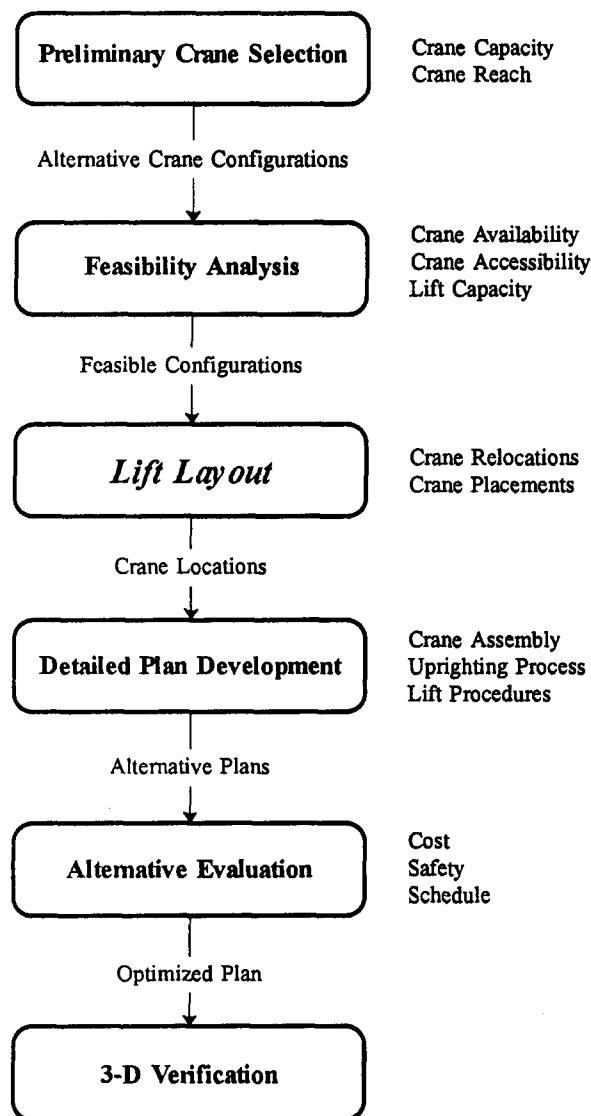 Preliminary Crane Selection
Crane Capacity
Crane Reach
Alternative Crane Configurations
Feasibility Analysis
Crane Availability
Crane Accessibility
Lift Capacity
Feasible Configurations
Lift Layout
Crane Relocations
Crane Placements
Crane Locations
Detailed Plan Development
Crane Assembly
Uprighting Process
Lift Procedures
Alternative Plans
Alternative Evaluation
Cost
Safety
Schedule
Optimized Plan
3-D Verification